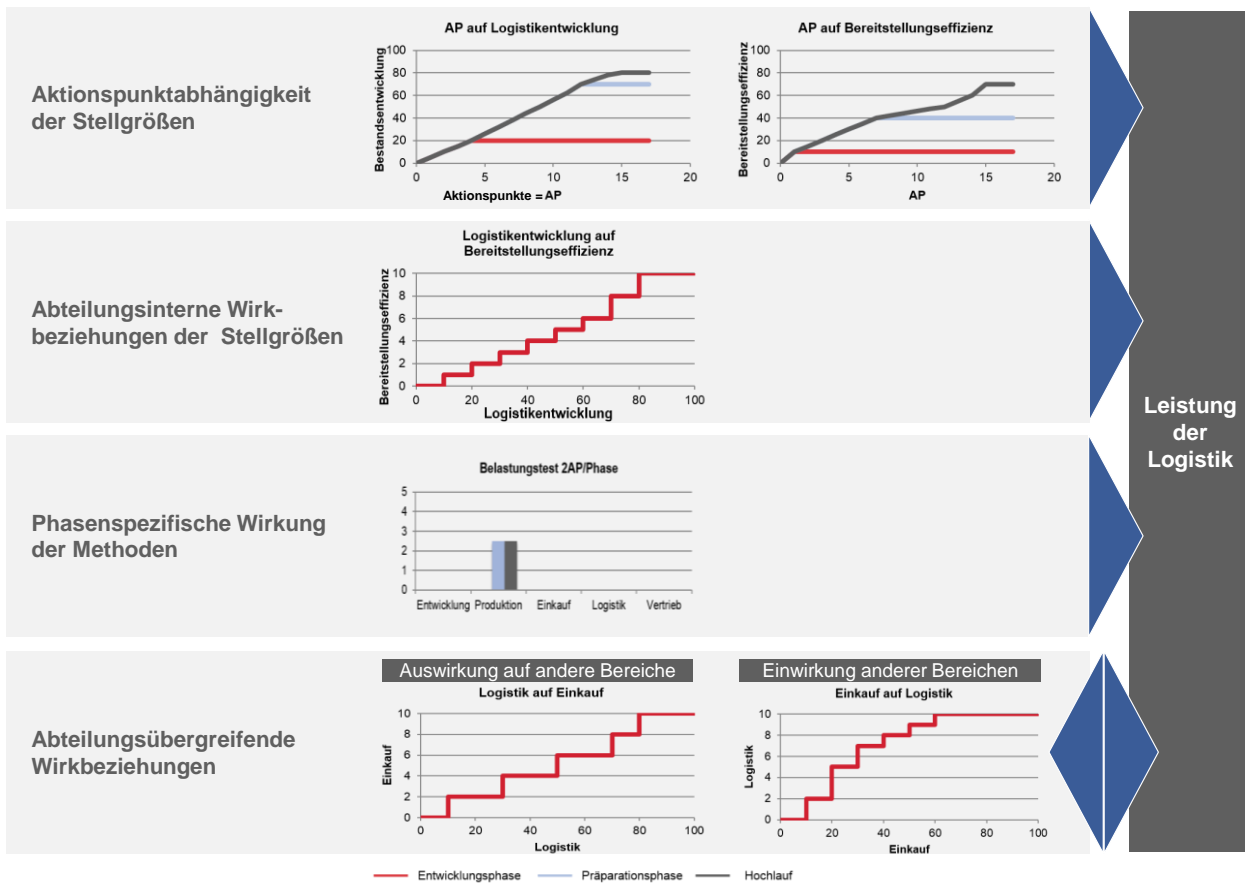 Aktionspunktabhängigkeit
der Stellgrößen
AP auf Logistikentwicklung
Bestandsentwicklung
100
80
60
40
20
0
0 5 10 15 20
Aktionspunkte = AP
AP auf Bereitstellungseffizienz
Bereitstellungseffizienz
100
80
60
40
20
0
0 5 10 15 20
AP
Abteilungsinterne Wirk-
beziehungen der Stellgrößen
Logistikentwicklung auf
Bereitstellungseffizienz
Bereitstellungseffizienz
10
8
6
4
2
0
0 20 40 60 80 100
Logistikentwicklung
Phasenspezifische Wirkung
der Methoden
Belastungstest 2AP/Phase
5
4
3
2
1
0
Entwicklung Produktion Einkauf Logistik Vertrieb
Abteilungsübergreifende
Wirkbeziehungen
Auswirkung auf andere Bereiche
Logistik auf Einkauf
Einkauf
10
8
6
4
2
0
0 20 40 60 80 100
Logistik
Einwirkung anderer Bereichen
Einkauf auf Logistik
Logistik
10
8
6
4
2
0
0 20 40 60 80 100
Einkauf
Leistung
der
Logistik
Entwicklungsphase Präparationsphase Hochlauf